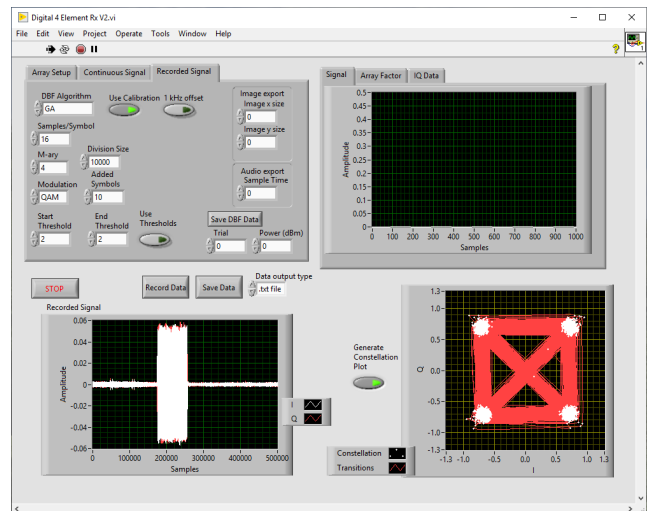 Digital 4 Element Rx V2.vi
File Edit View Project Operate Tools Window Help
Array Setup Continuous Signal Recorded Signal
DBF Algorithm
GA
Use Calibration 1 kHz offset
Samples/Symbol
16
M-ary
4
Division Size
10000
Modulation
QAM
Added
Symbols
10
Start
Threshold
2
End
Threshold
2
Use
Thresholds
Image export
Image x size
0
Image y size
0
Audio export
Sample Time
0
Save DBF Data
Trial
0
Power (dBm)
0
Signal Array Factor IQ Data
Amplitude
0.5
0.45
0.4
0.35
0.3
0.25
0.2
0.15
0.1
0.05
0
0 100 200 300 400 500 600 700 800 900 1000
Samples
STOP
Record Data
Save Data
Data output type
.txt file
Recorded Signal
Amplitude
0.06
0.04
0.02
0
-0.02
-0.04
-0.06
0 100000 200000 300000 400000 500000
Samples
I
Q
Generate
Constellation
Plot
Constellation
Transitions
Q
1.3
1.0
0.5
0.0
-0.5
-1.0
-1.3
-1.3 -1.0 -0.5 0.0 0.5 1.0 1.3
I